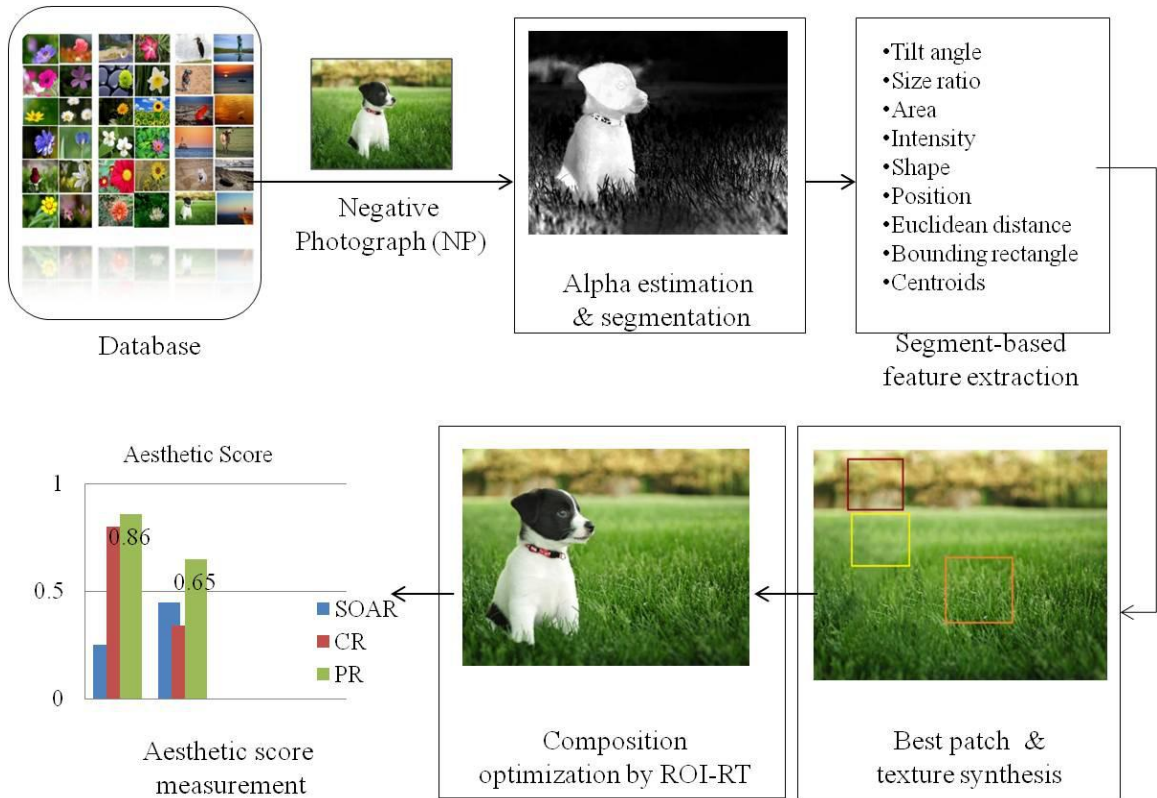 Database
Negative
Photograph (NP)
Alpha estimation
& segmentation
•Tilt angle
•Size ratio
•Area
•Intensity
•Shape
•Position
•Euclidean distance
•Bounding rectangle
•Centroids
Segment-based
feature extraction
Best patch & 
texture synthesis
Composition
optimization by ROI-RT
Aesthetic Score
1
0.5
0
0.86
0.65
SOAR
CR
PR
Aesthetic score
measurement